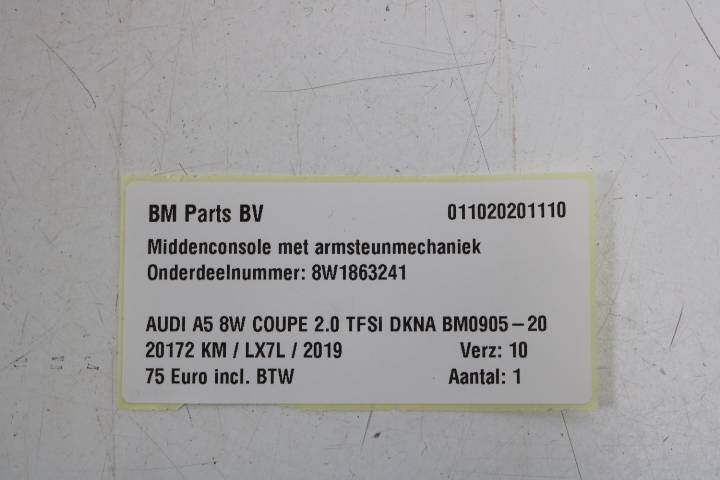 BM Parts BV 011020201110
Middenconsole met armsteunmechaniek
Onderdeelnummer: 8W1863241
AUDI A5 8W COUPE 2.0 TFSI DKNA BM0905-20
20172 KM / LX7L / 2019 Verz: 10
75 Euro incl. BTW Aantal: 1